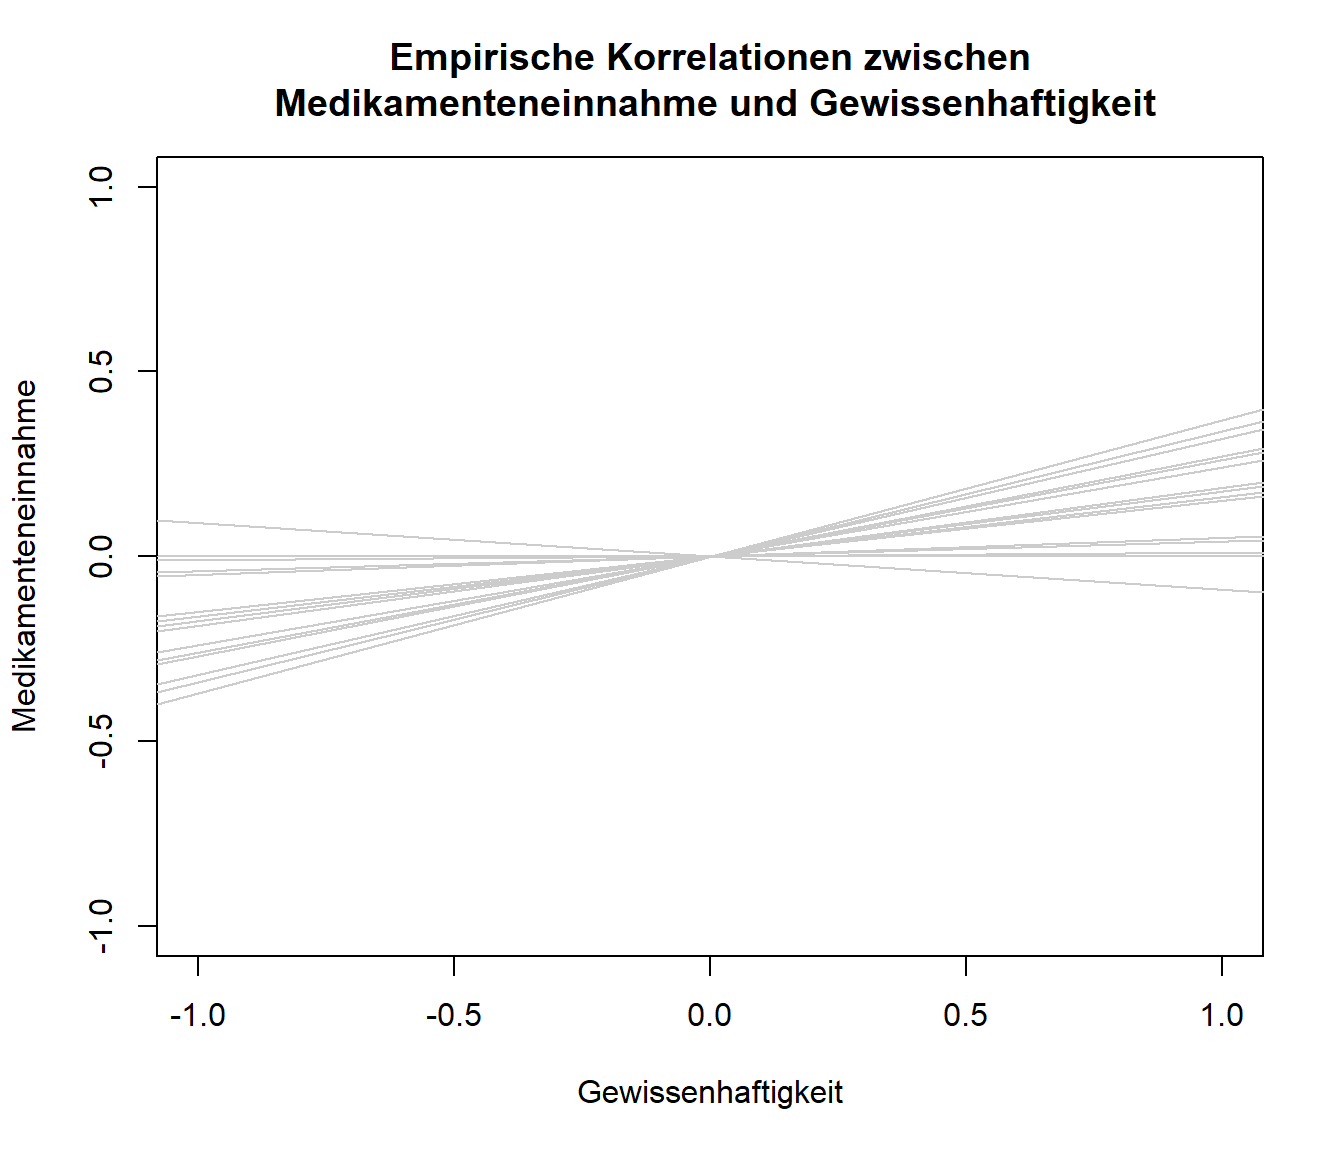 Empirische Korrelationen zwischen
Medikamenteneinnahme und Gewissenhaftigkeit
Medikamenteneinnahme
1.0
0.5
0.0
-0.5
-1.0
-1.0
-0.5
0.0
0.5
1.0
Gewissenhaftigkeit